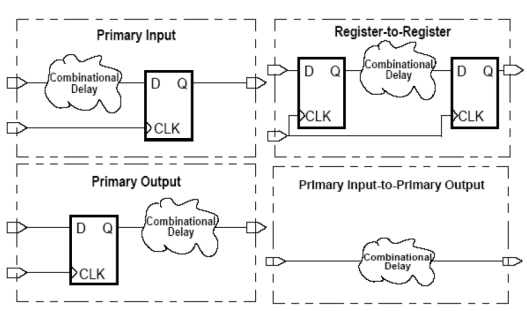 Primary Input
Combinational
Delay
D Q
CLK
Register-to-Register
D Q
CLK
Combinational
Delay
D Q
CLK
Primary Output
D Q
CLK
Combinational
Delay
Primary Input-to-Primary Output
Combinational
Delay